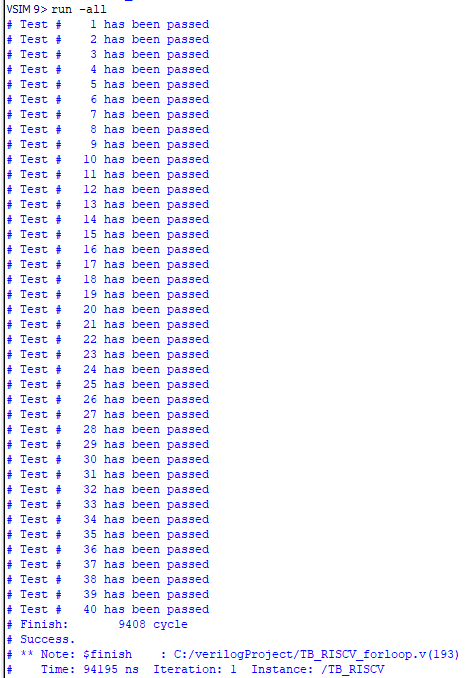 VSIM 9> run -all
# Test #    1 has been passed
# Test #    2 has been passed
# Test #    3 has been passed
# Test #    4 has been passed
# Test #    5 has been passed
# Test #    6 has been passed
# Test #    7 has been passed
# Test #    8 has been passed
# Test #    9 has been passed
# Test #   10 has been passed
# Test #   11 has been passed
# Test #   12 has been passed
# Test #   13 has been passed
# Test #   14 has been passed
# Test #   15 has been passed
# Test #   16 has been passed
# Test #   17 has been passed
# Test #   18 has been passed
# Test #   19 has been passed
# Test #   20 has been passed
# Test #   21 has been passed
# Test #   22 has been passed
# Test #   23 has been passed
# Test #   24 has been passed
# Test #   25 has been passed
# Test #   26 has been passed
# Test #   27 has been passed
# Test #   28 has been passed
# Test #   29 has been passed
# Test #   30 has been passed
# Test #   31 has been passed
# Test #   32 has been passed
# Test #   33 has been passed
# Test #   34 has been passed
# Test #   35 has been passed
# Test #   36 has been passed
# Test #   37 has been passed
# Test #   38 has been passed
# Test #   39 has been passed
# Test #   40 has been passed
# Finish:       9408 cycle
# Success.
# ** Note: $finish    : C:/verilogProject/TB_RISCV_forloop.v(193)
#    Time: 94195 ns  Iteration: 1  Instance: /TB_RISCV